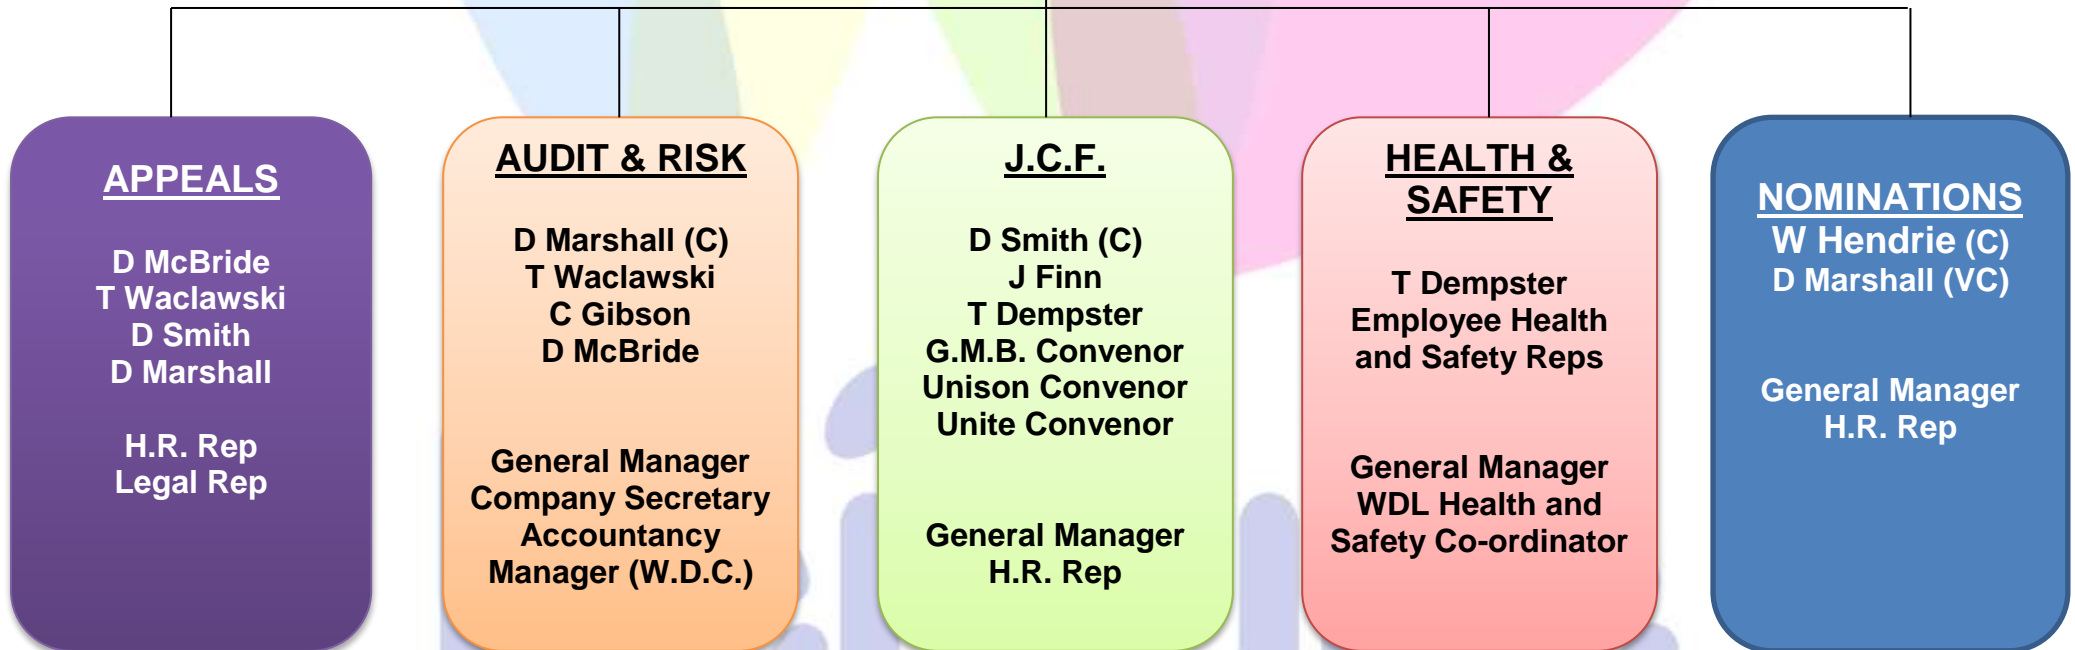 APPEALS
D McBride
T Waclawski
D Smith
D Marshall
H.R. Rep
Legal Rep
AUDIT & RISK
D Marshall (C)
T Waclawski
C Gibson
D McBride
General Manager
Company Secretary
Accountancy
Manager (W.D.C.)
J.C.F.
D Smith (C)
J Finn
T Dempster
G.M.B. Convenor
Unison Convenor
Unite Convenor
General Manager
H.R. Rep
HEALTH &
SAFETY
T Dempster
Employee Health
and Safety Reps
General Manager
WDL Health and
Safety Co-ordinator
NOMINATIONS
W Hendrie (C)
D Marshall (VC)
General Manager
H.R. Rep